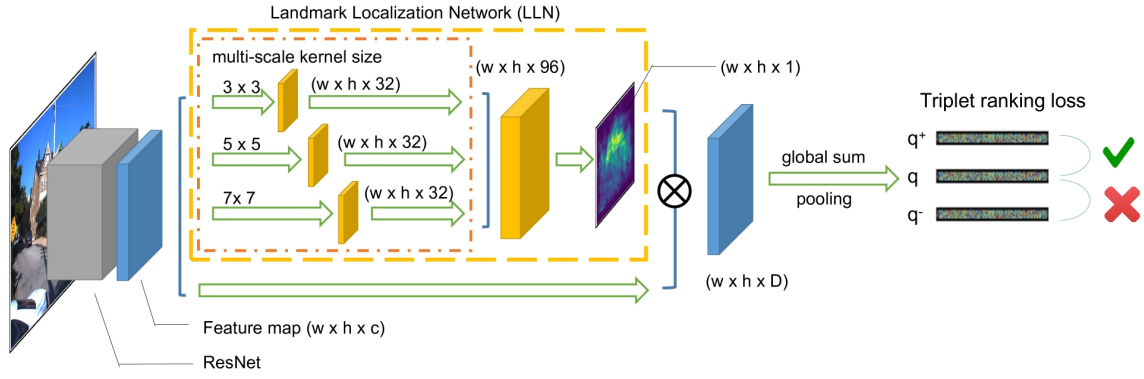 Landmark Localization Network (LLN)
multi-scale kernel size
(w x h x 96)
(w x h x 1)
3 x 3
(w x h x 32)
5 x 5
(w x h x 32)
7x 7
(w x h x 32)
global sum
pooling
Triplet ranking loss
q+
q
q-
(w x h x D)
Feature map (w x h x c)
ResNet